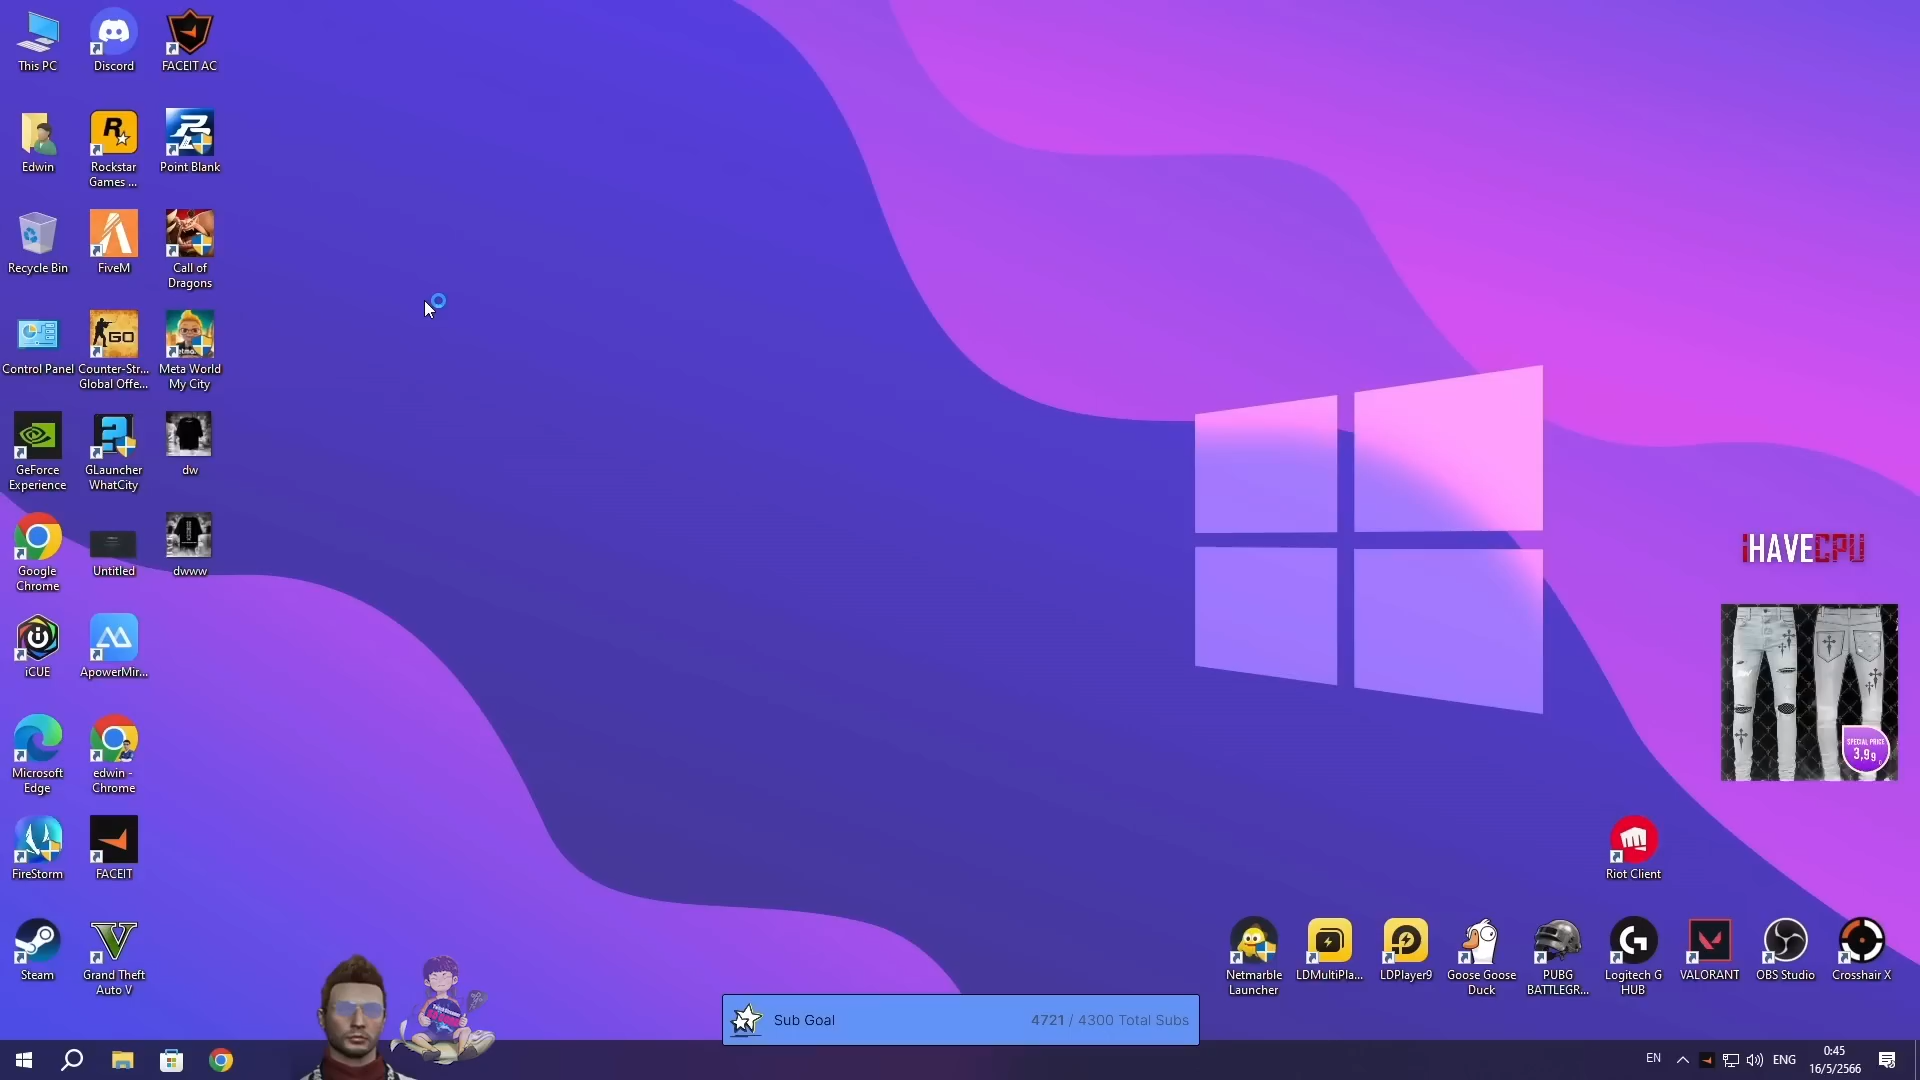 This PC
Discord
FACEIT AC
Edwin
Rockstar
Games ...
Point Blank
Recycle Bin
FiveM
Call of
Dragons
Control Panel
Counter-Str...
Global Offe...
Meta World
My City
GeForce
Experience
GLauncher
WhatCity
dw
Google
Chrome
Untitled
dwww
iCUE
ApowerMir...
Microsoft
Edge
edwin -
Chrome
FireStorm
FACEIT
Steam
Grand Theft
Auto V
iHAVECPU
SPECIAL PRICE
3,99
Riot Client
Netmarble
Launcher
LDMultiPla...
LDPlayer9
Goose Goose
Duck
PUBG
BATTLEGR...
Logitech G
HUB
VALORANT
OBS Studio
Crosshair X
Sub Goal
4721 / 4300 Total Subs
EN
ENG
0:45
16/5/2566